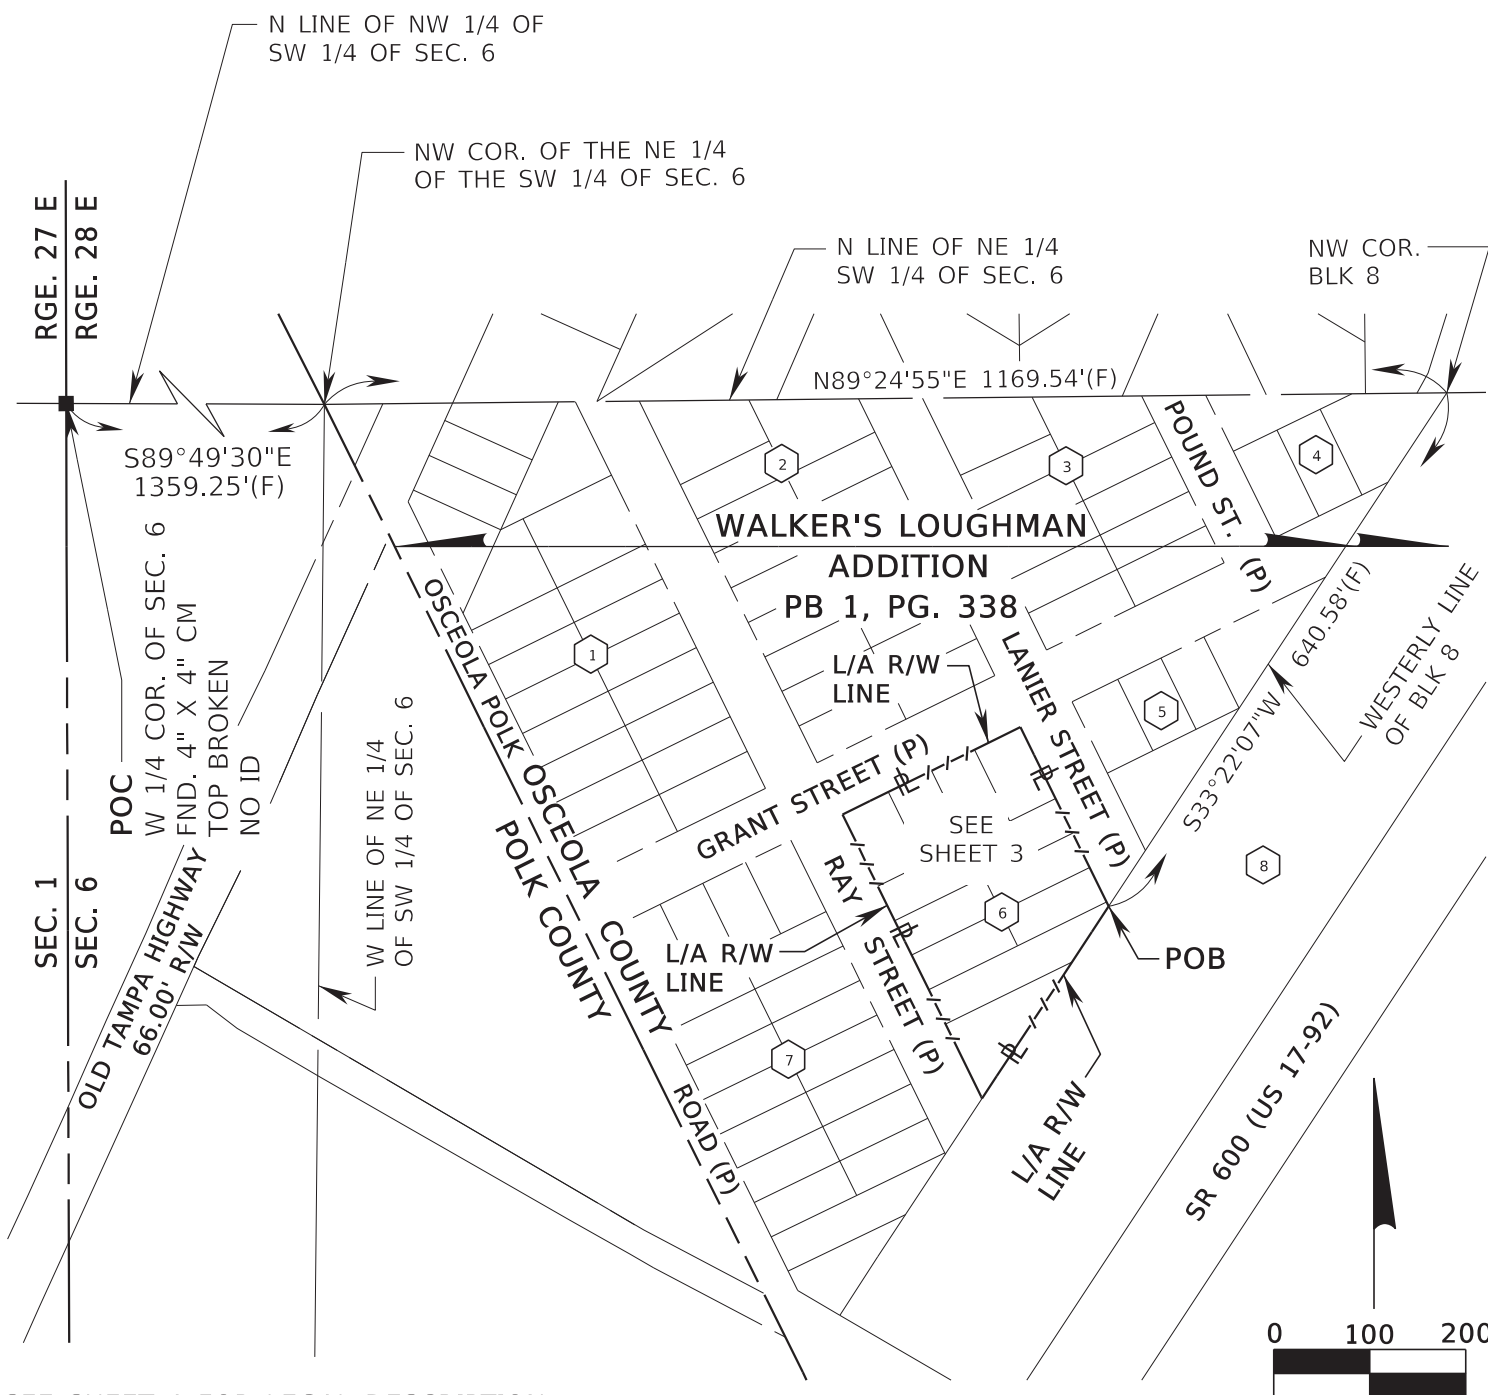 N LINE OF NW 1/4 OF
SW 1/4 OF SEC. 6
NW COR. OF THE NE 1/4
OF THE SW 1/4 OF SEC. 6
N LINE OF NE 1/4
SW 1/4 OF SEC. 6
NW COR.
BLK 8
RGE. 27 E
RGE. 28 E
N89°24'55"E 1169.54'(F)
S89°49'30"E
1359.25'(F)
POUND ST. (P)
2
3
4
WALKER'S LOUGHMAN
ADDITION
PB 1, PG. 338
POC
W 1/4 COR. OF SEC. 6
FND. 4" X 4" CM
TOP BROKEN
NO ID
W LINE OF NE 1/4
OF SW 1/4 OF SEC. 6
OSCEOLA POLK
OSCEOLA COUNTY
POLK COUNTY
1
L/A R/W
LINE
LANIER STREET (P)
5
S33°22'07"W 640.58'(F)
WESTERLY LINE
OF BLK 8
GRANT STREET (P)
SEE
SHEET 3
RAY STREET (P)
8
6
SEC. 1
SEC. 6
OLD TAMPA HIGHWAY
66.00' R/W
L/A R/W
LINE
POB
7
ROAD (P)
L/A R/W
LINE
SR 600 (US 17-92)
0 100 200